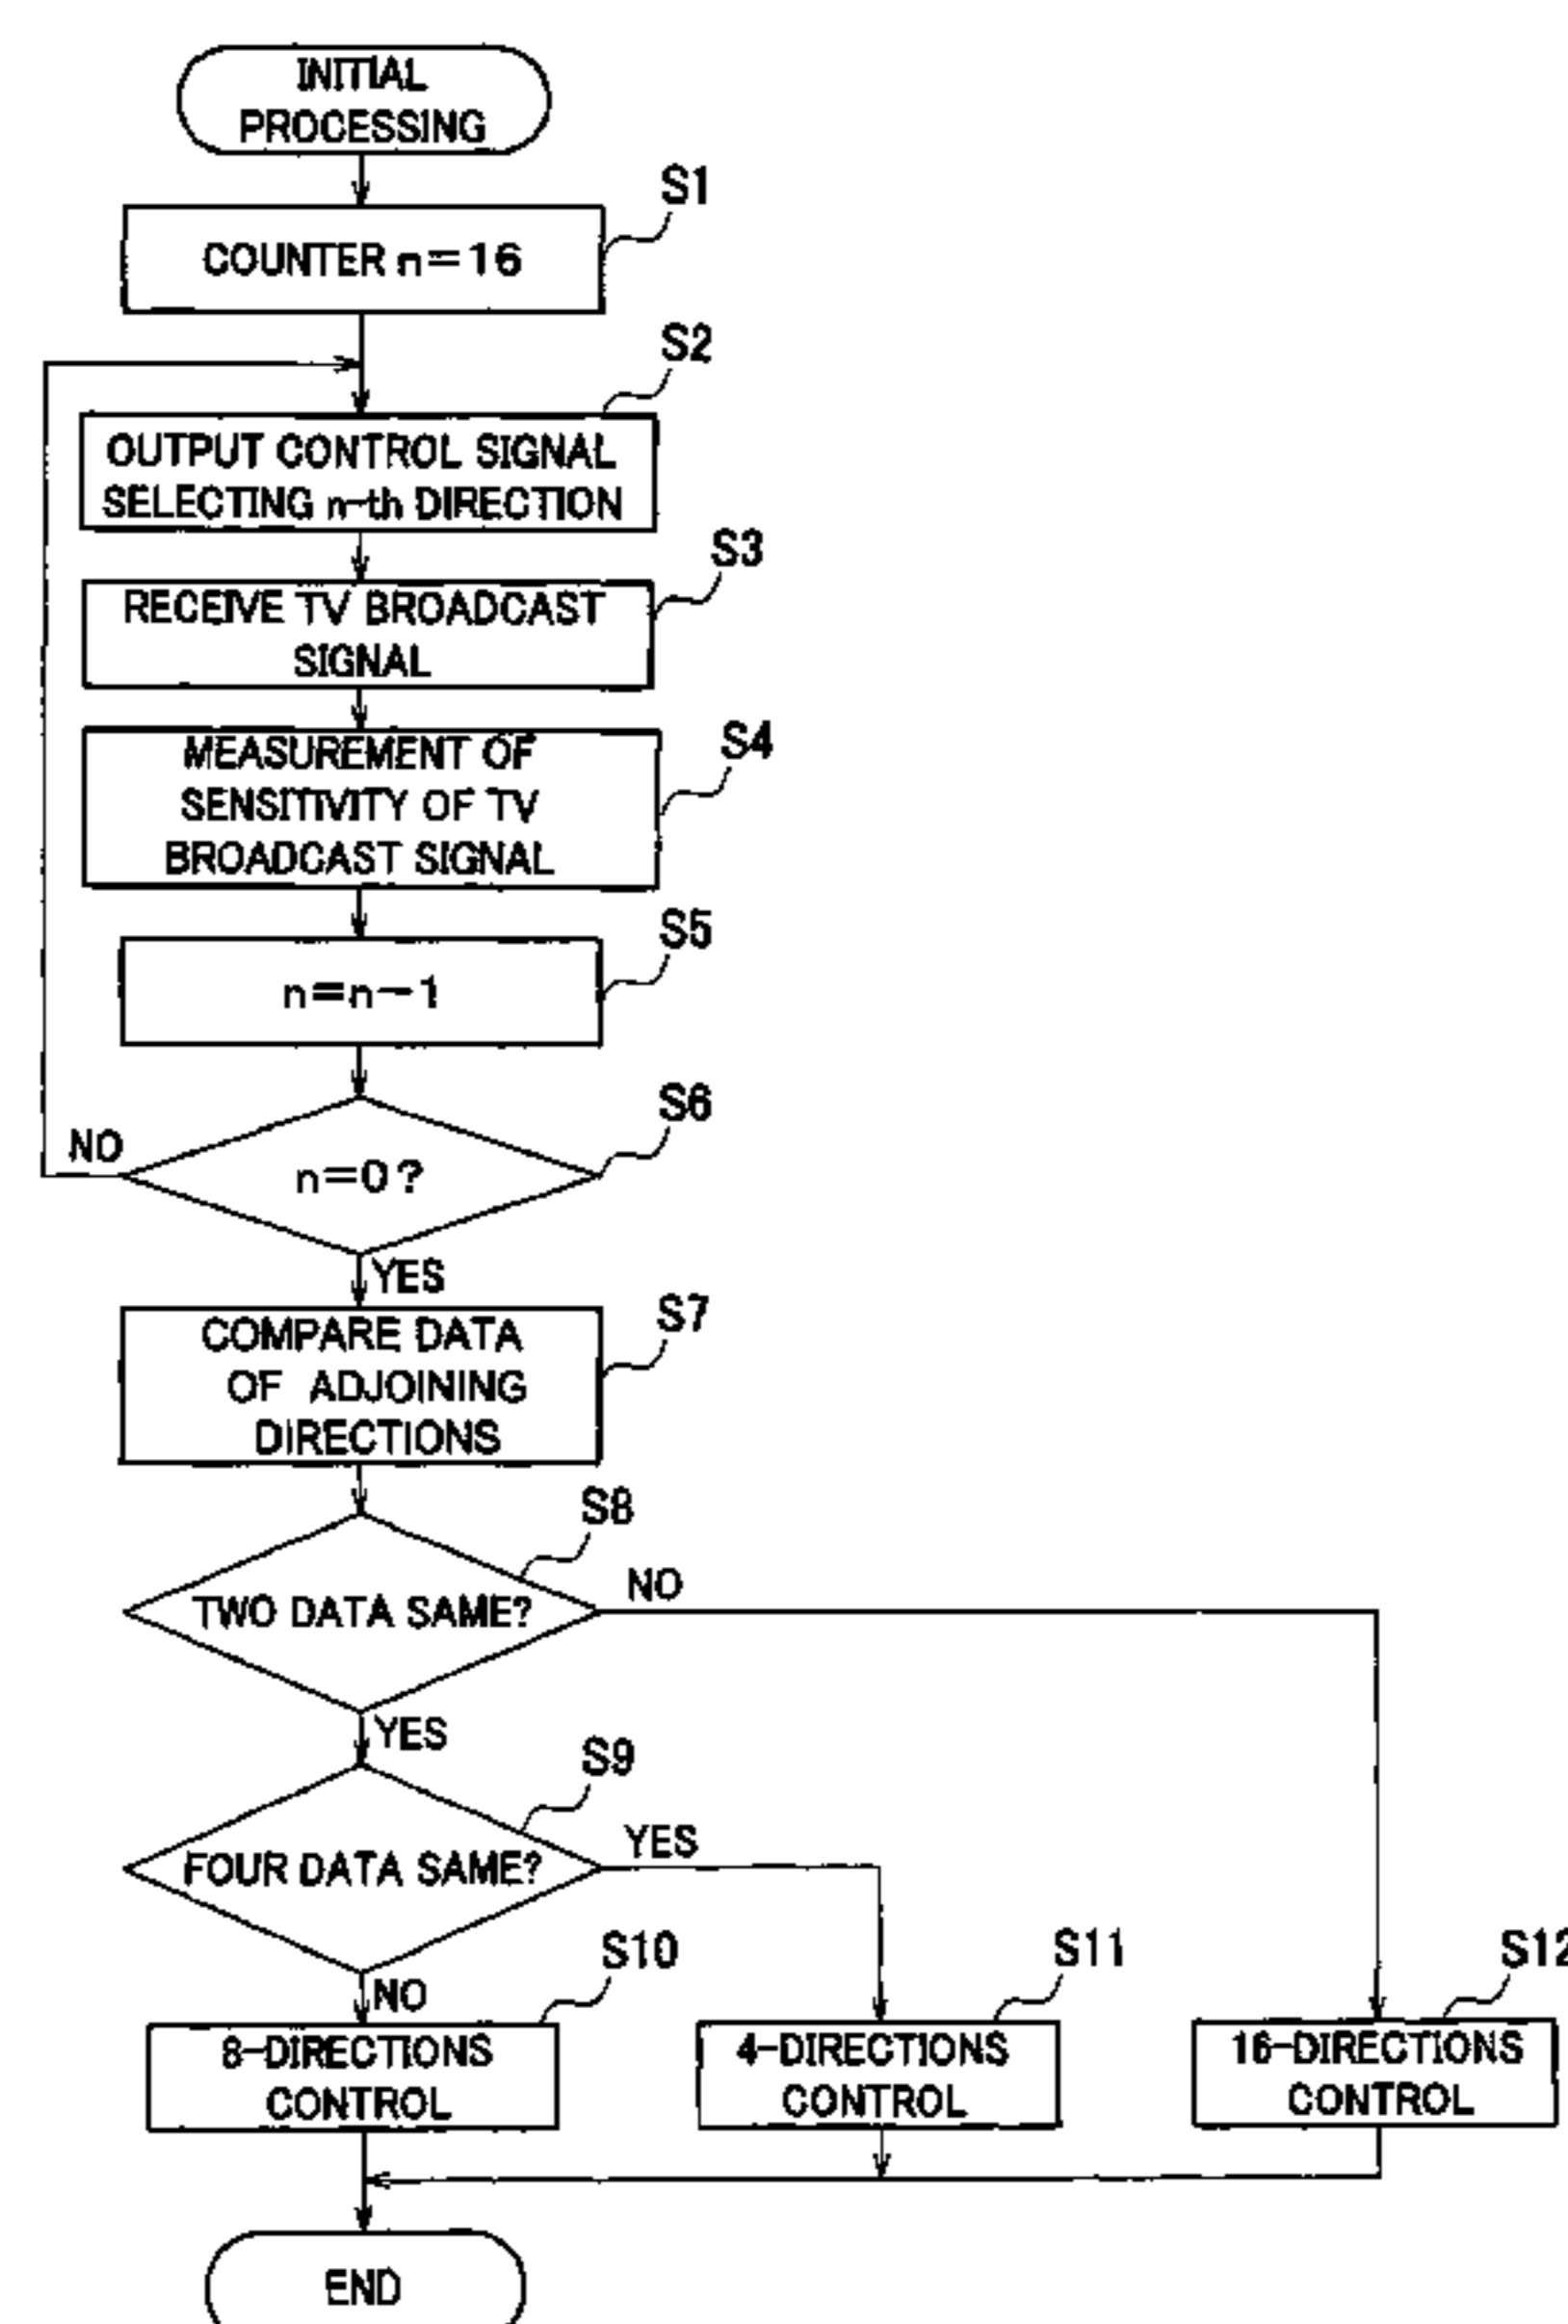 INITIAL
PROCESSING
S1
COUNTER n=16
S2
OUTPUT CONTROL SIGNAL
SELECTING n-th DIRECTION
S3
RECEIVE TV BROADCAST
SIGNAL
S4
MEASUREMENT OF
SENSITIVITY OF TV
BROADCAST SIGNAL
S5
n=n-1
S6
NO
n=0?
YES
S7
COMPARE DATA
OF ADJOINING
DIRECTIONS
S8
NO
TWO DATA SAME?
YES
S9
YES
FOUR DATA SAME?
NO
S10
S11
S12
8-DIRECTIONS
CONTROL
4-DIRECTIONS
CONTROL
16-DIRECTIONS
CONTROL
END